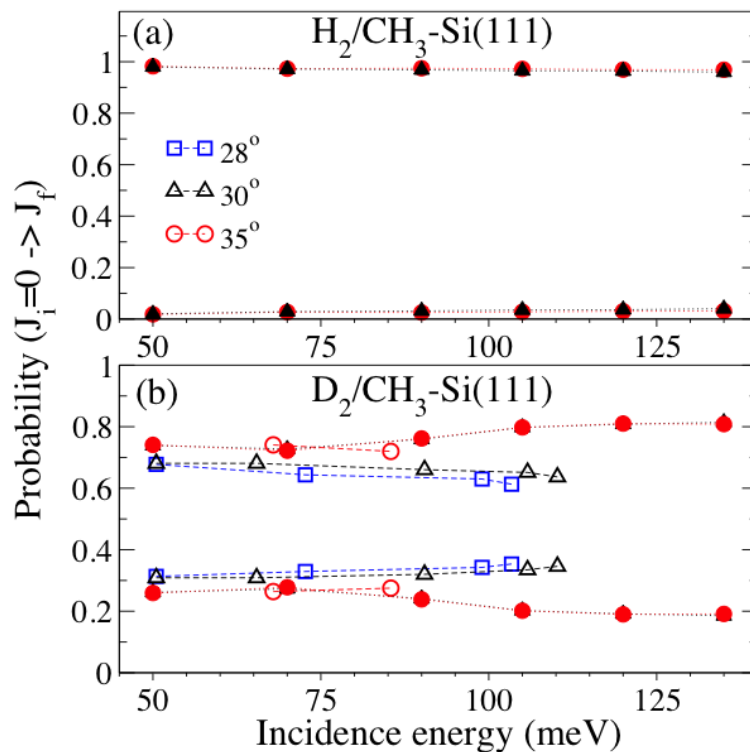 (a) H₂/CH₃-Si(111)
1
0.8
0.6
0.4
0.2
0
28°
30°
35°
50 75 100 125
Probability (Jᵢ=0 -> J_f)
(b) D₂/CH₃-Si(111)
1
0.8
0.6
0.4
0.2
0
50 75 100 125
Incidence energy (meV)